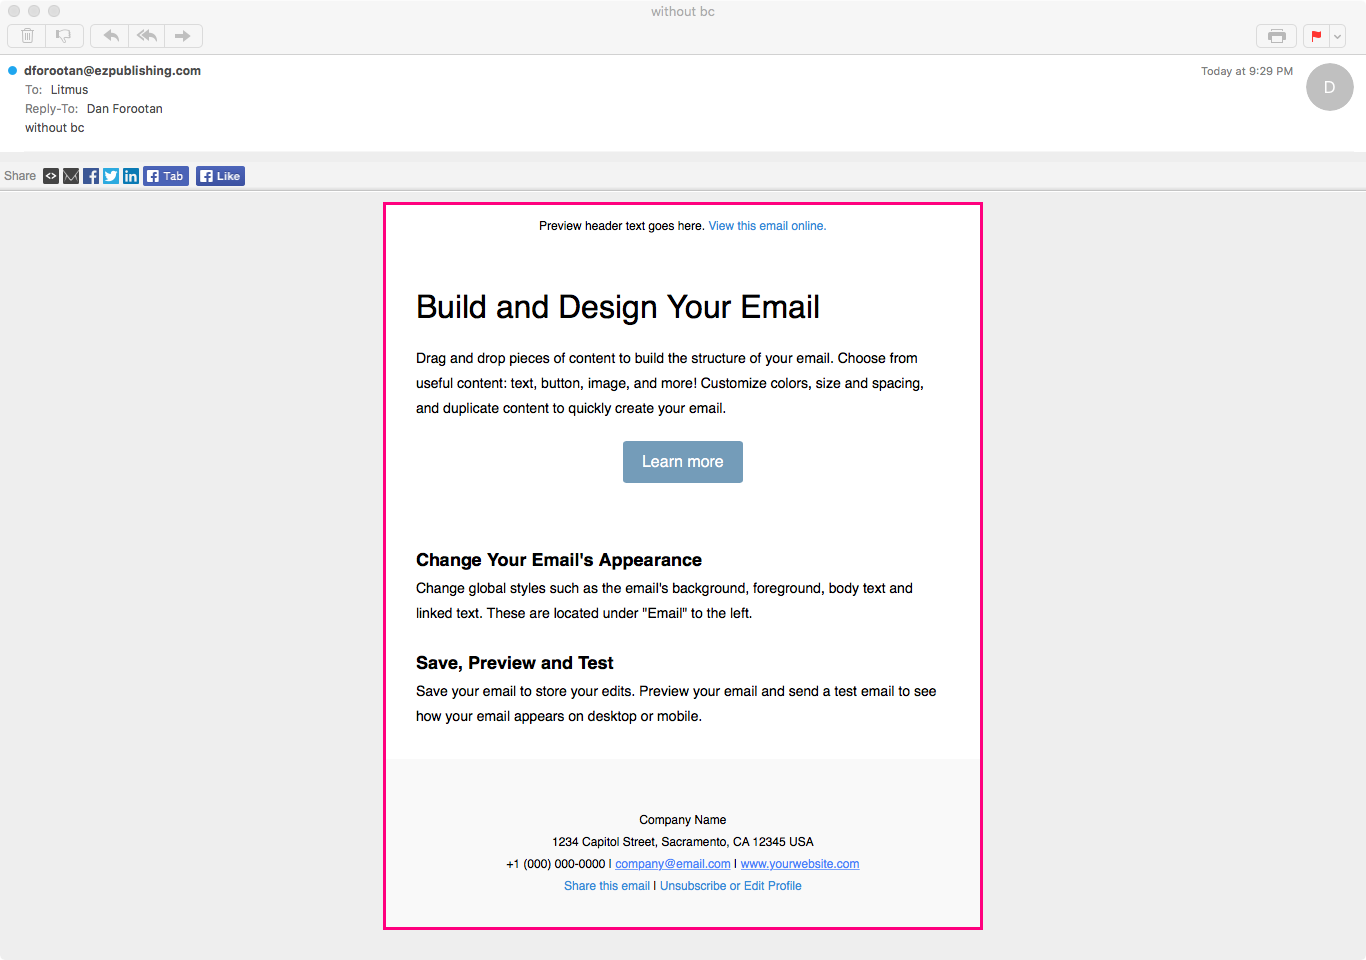 without bc
dforootan@ezpublishing.com
Today at 9:29 PM
D
To: Litmus
Reply-To: Dan Forootan
without bc
Share Tab Like
Preview header text goes here. View this email online.
Build and Design Your Email
Drag and drop pieces of content to build the structure of your email. Choose from
useful content: text, button, image, and more! Customize colors, size and spacing,
and duplicate content to quickly create your email.
Learn more
Change Your Email's Appearance
Change global styles such as the email's background, foreground, body text and
linked text. These are located under "Email" to the left.
Save, Preview and Test
Save your email to store your edits. Preview your email and send a test email to see
how your email appears on desktop or mobile.
Company Name
1234 Capitol Street, Sacramento, CA 12345 USA
+1 (000) 000-0000 | company@email.com | www.yourwebsite.com
Share this email | Unsubscribe or Edit Profile